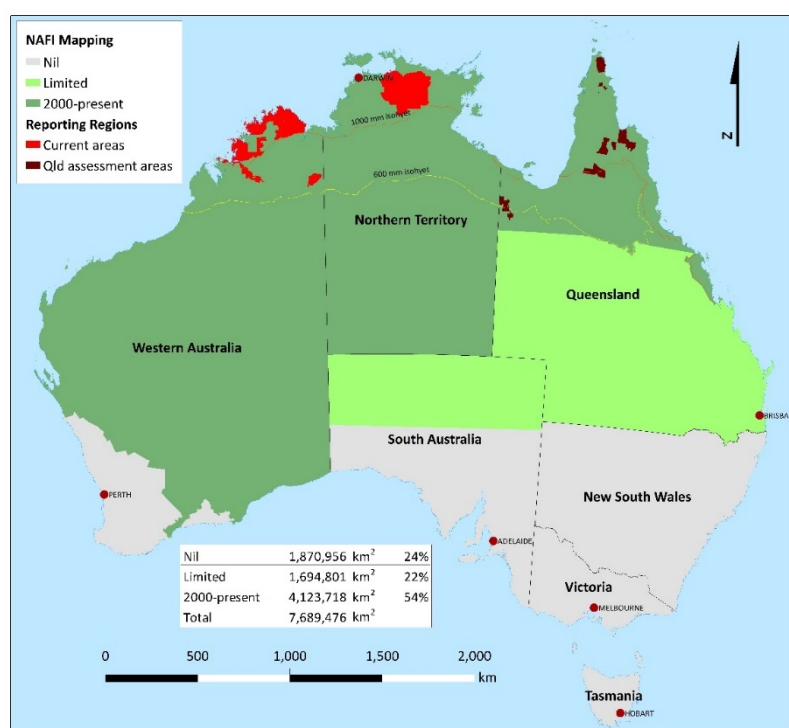 NAFI Mapping
Nil
Limited
2000-present
Reporting Regions
Current areas
Qld assessment areas
DARWIN
N
1000 mm isohyet
600 mm isohyet
Northern Territory
Queensland
Western Australia
BRISBA
South Australia
New South Wales
PERTH
ADELAIDE
Nil 1,870,956 km² 24%
Limited 1,694,801 km² 22%
2000-present 4,123,718 km² 54%
Total 7,689,476 km²
Victoria
MELBOURNE
0 500 1,000 1,500 2,000
km
Tasmania
HOBART